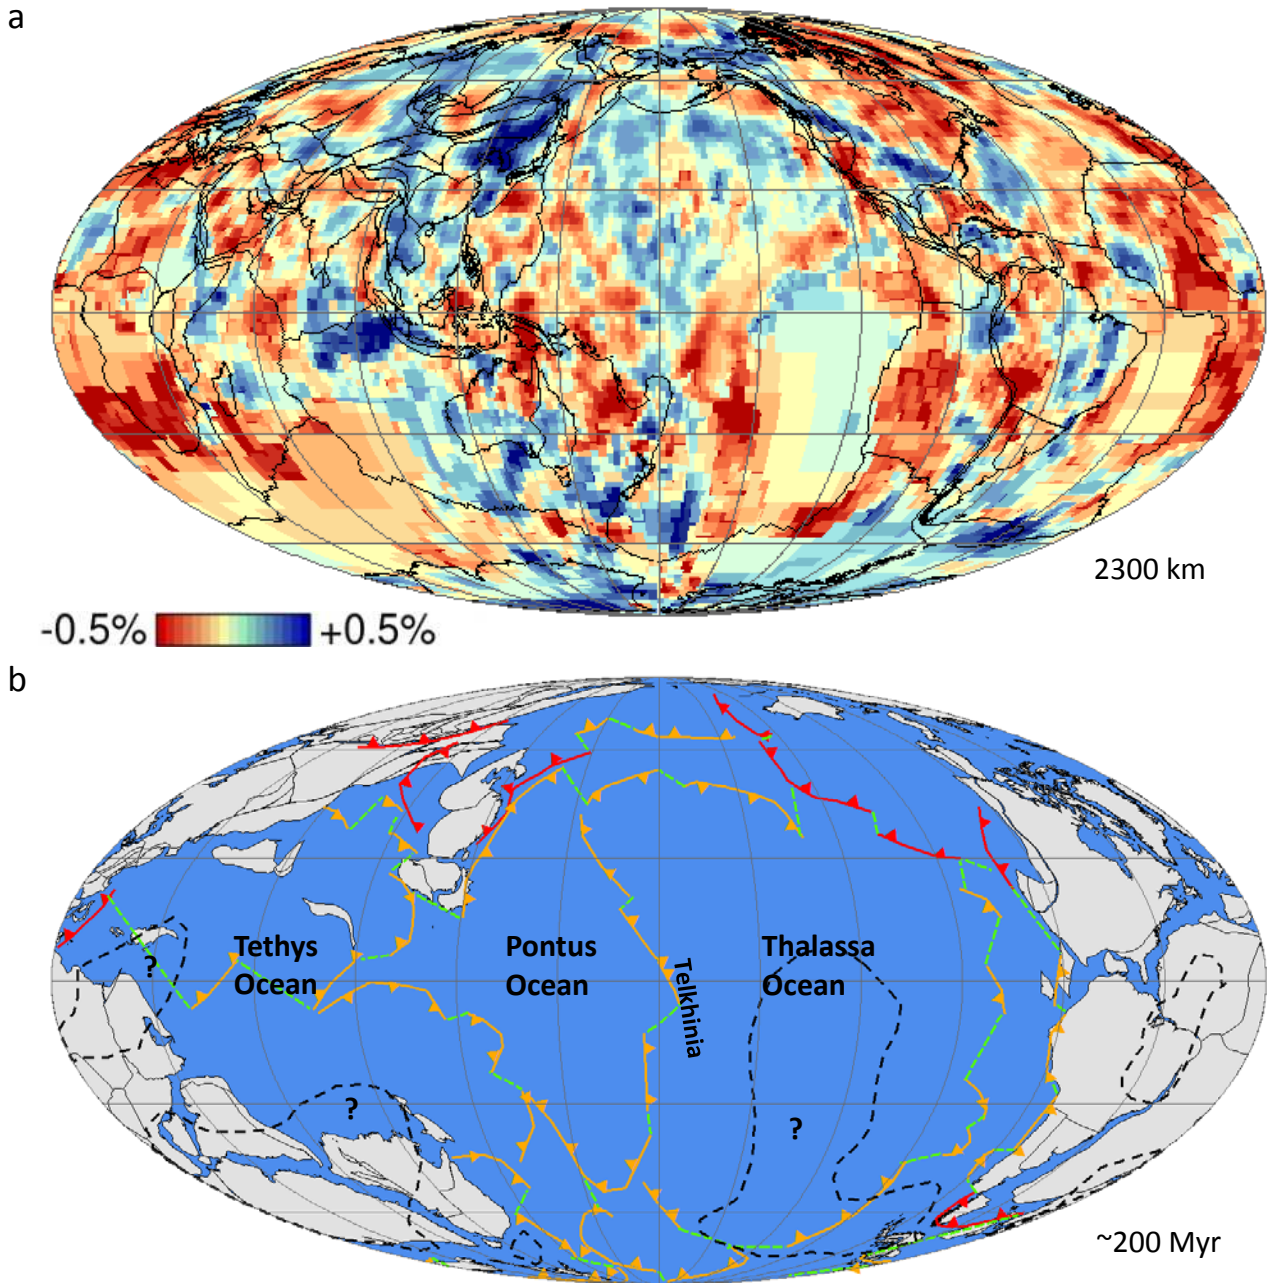 a
2300 km
-0.5%
+0.5%
b
Tethys
Ocean
Pontus
Ocean
Thalassa
Ocean
Telkhinia
?
?
?
~200 Myr